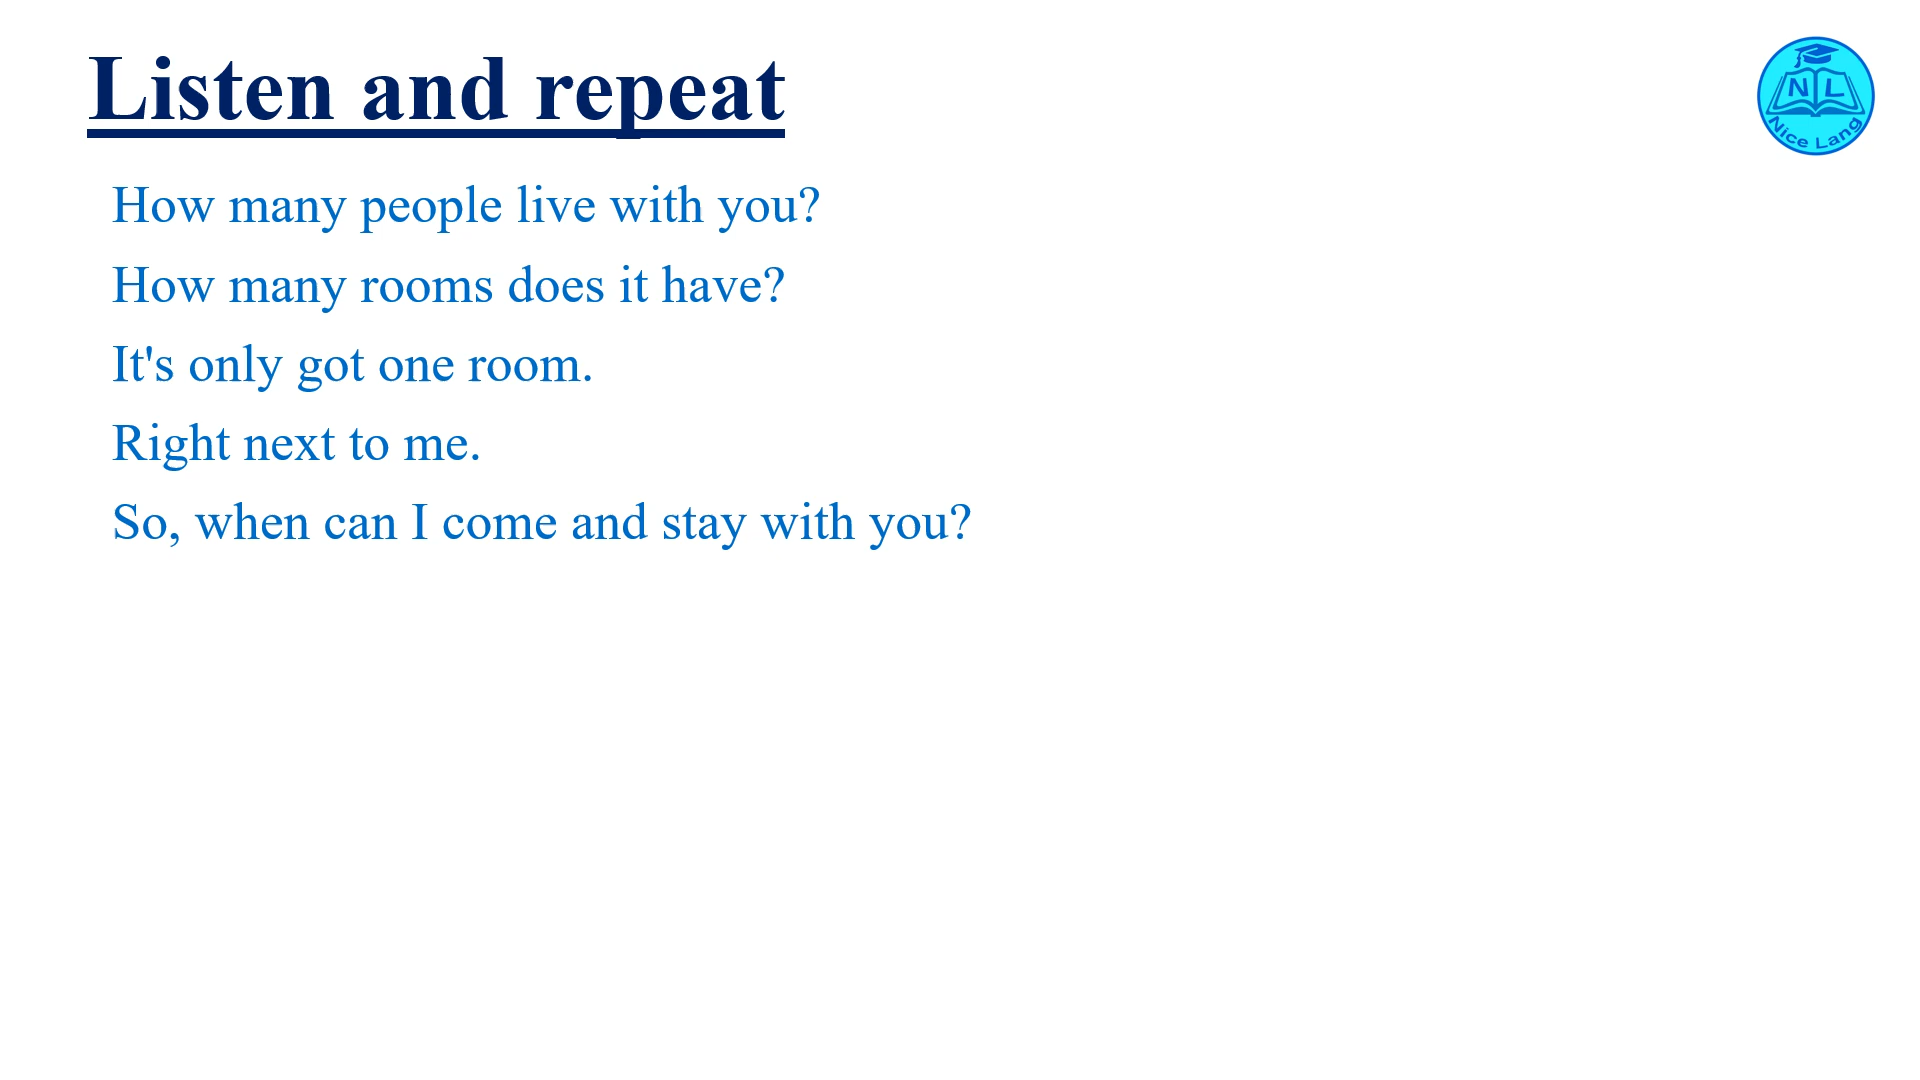 Listen and repeat
How many people live with you?
How many rooms does it have?
It's only got one room.
Right next to me.
So, when can I come and stay with you?
N L
Nice Lang